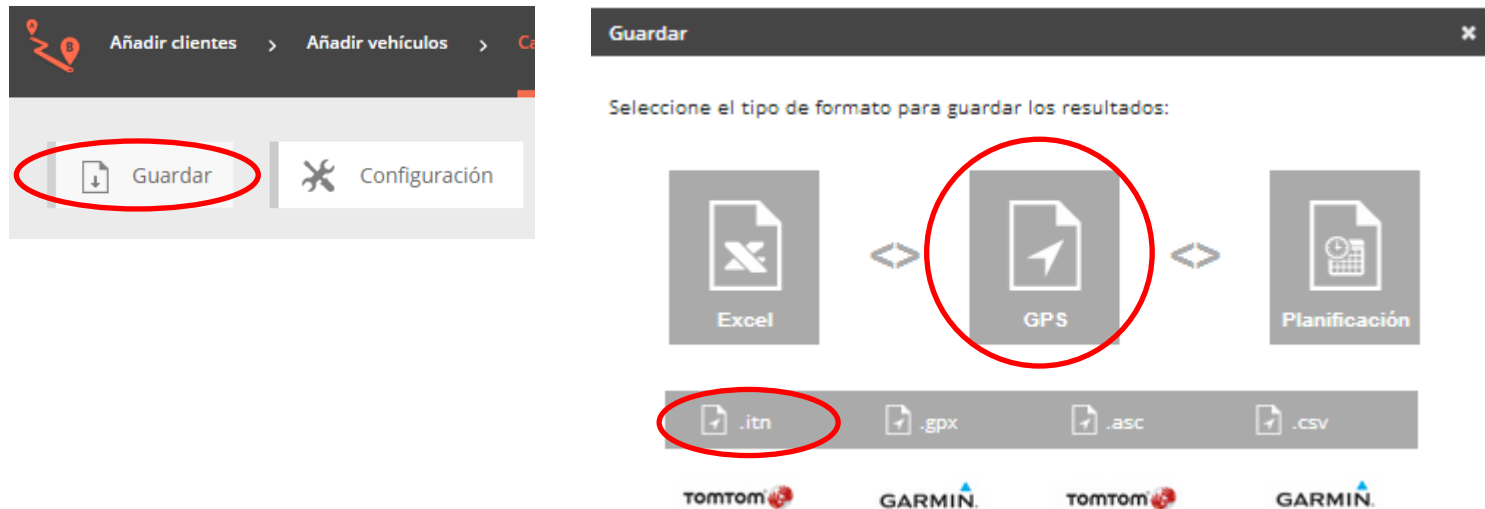 Añadir clientes > Añadir vehículos > Ca
Guardar
Configuración
Guardar
Seleccione el tipo de formato para guardar los resultados:
Excel <> GPS <> Planificación
.itn .gpx .asc .csv
TOMTOM GARMIN. TOMTOM GARMIN.